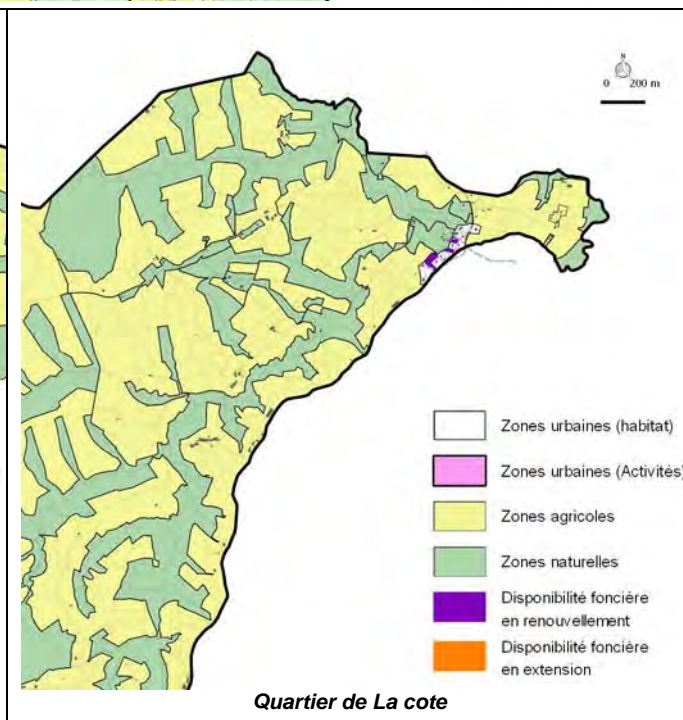 N
0 200 m
Zones urbaines (habitat)
Zones urbaines (Activités)
Zones agricoles
Zones naturelles
Disponibilité foncière
en renouvellement
Disponibilité foncière
en extension
Quartier de La cote